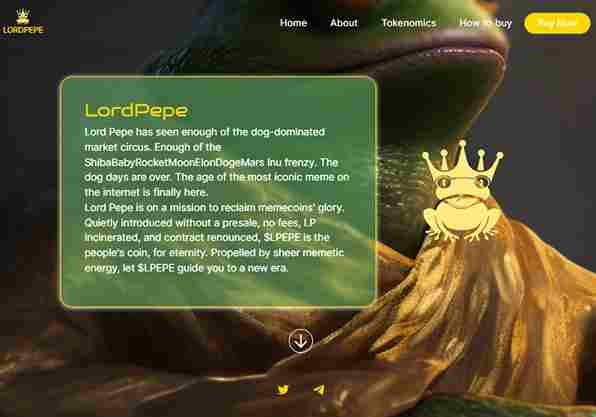 LORDPEPE
Home
About
Tokenomics
How to buy
Buy Now
LordPepe
Lord Pepe has seen enough of the dog-dominated
market circus. Enough of the
ShibaBabyRocketMoonElonDogeMars Inu frenzy. The
dog days are over. The age of the most iconic meme on
the internet is finally here.
Lord Pepe is on a mission to reclaim memecoins' glory.
Quietly introduced without a presale, no fees, LP
incinerated, and contract renounced, $LPEPE is the
people's coin, for eternity. Propelled by sheer memetic
energy, let $LPEPE guide you to a new era.